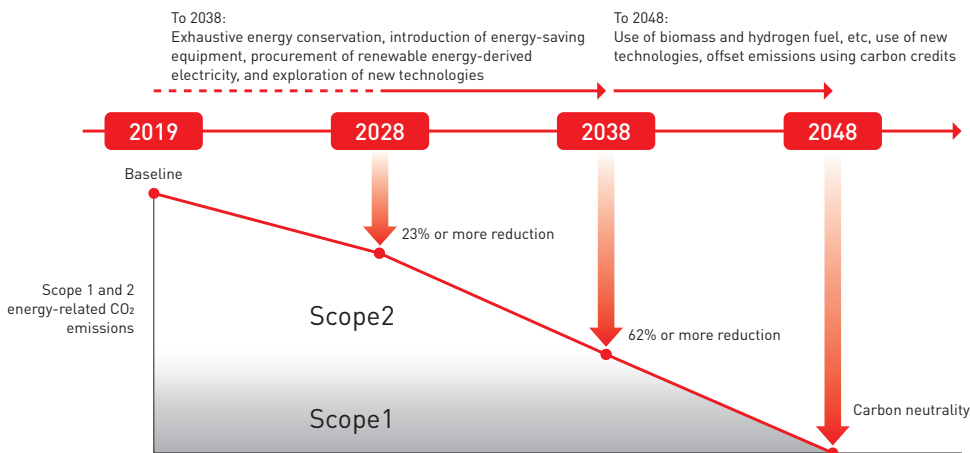 To 2038:
Exhaustive energy conservation, introduction of energy-saving
equipment, procurement of renewable energy-derived
electricity, and exploration of new technologies
To 2048:
Use of biomass and hydrogen fuel, etc, use of new
technologies, offset emissions using carbon credits
2019
2028
2038
2048
Baseline
23% or more reduction
Scope 1 and 2
energy-related CO₂
emissions
Scope2
62% or more reduction
Scope1
Carbon neutrality